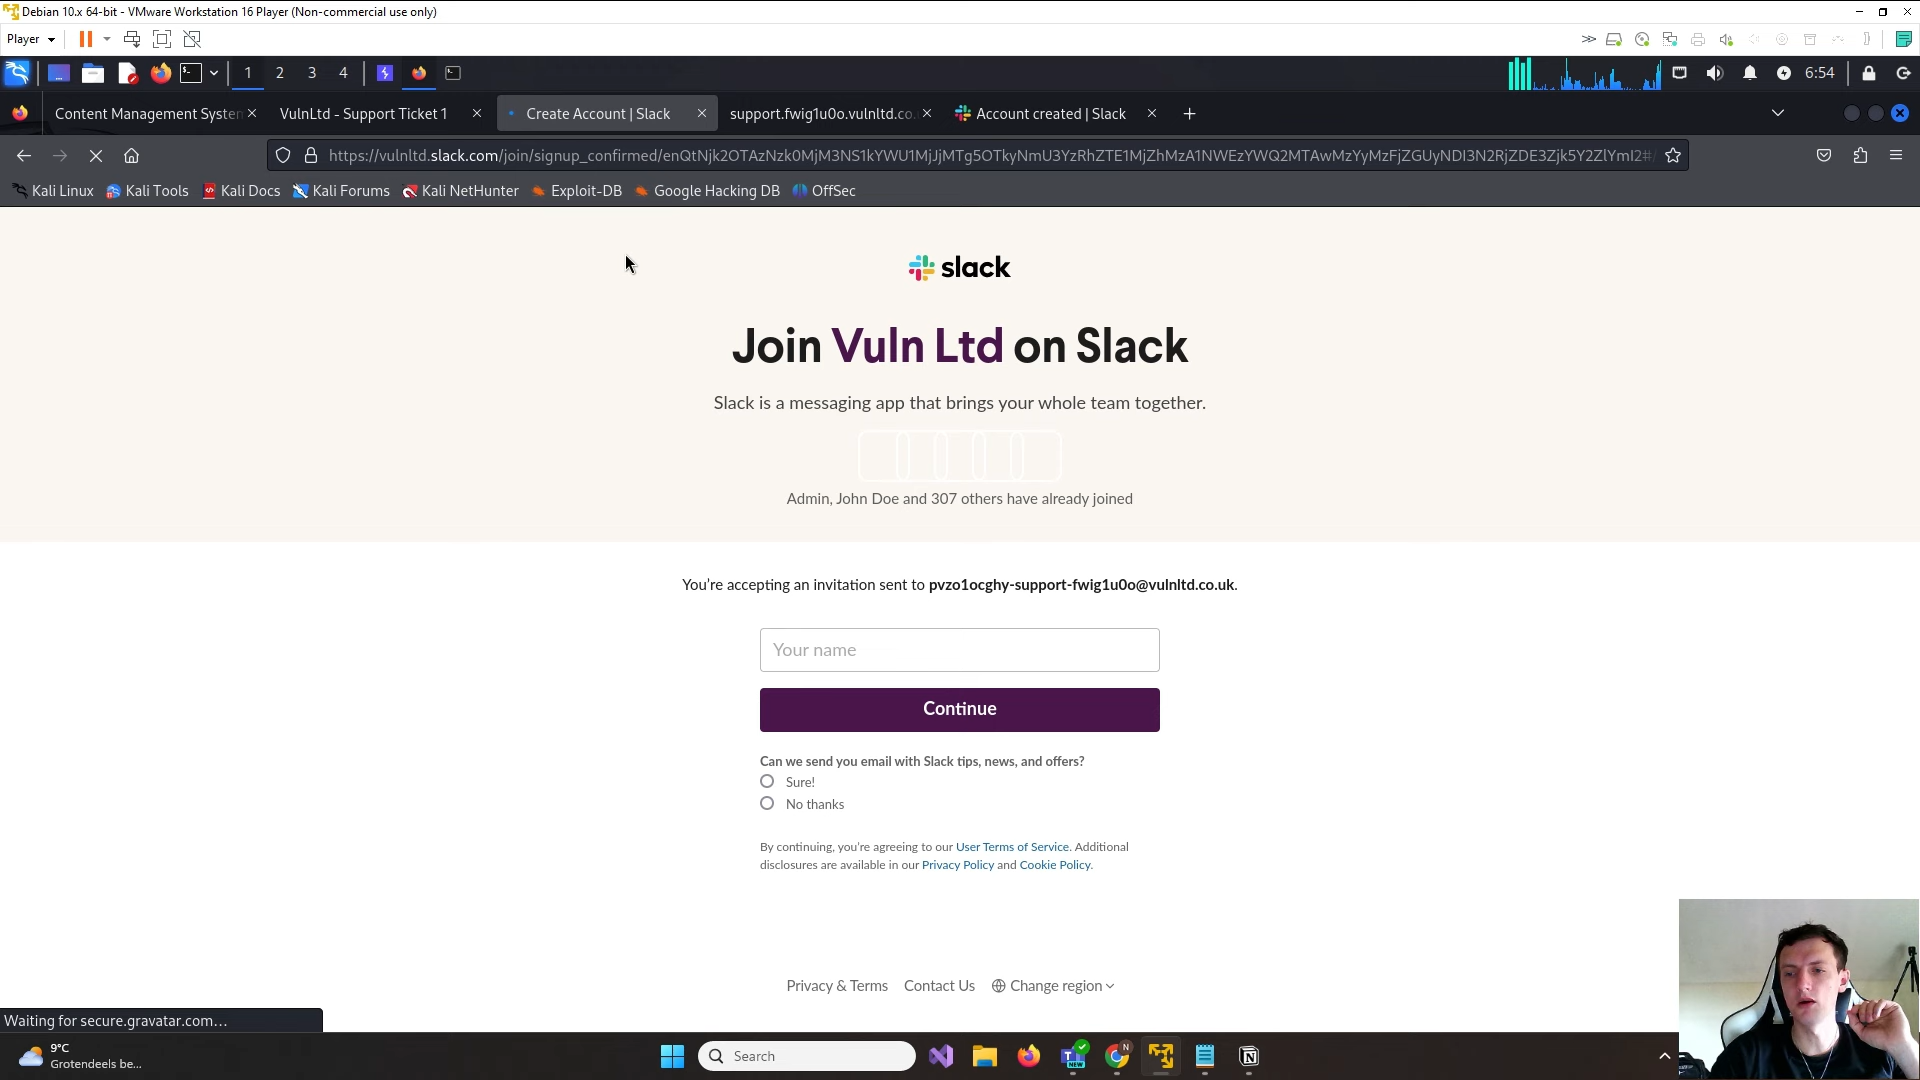 Debian 10.x 64-bit - VMware Workstation 16 Player (Non-commercial use only)
Player
1 2 3 4
6:54
Content Management System
VulnLtd - Support Ticket 1
Create Account | Slack
support.fwig1u0o.vulnltd.co.
Account created | Slack
https://vulnltd.slack.com/join/signup_confirmed/
Kali Linux Kali Tools Kali Docs Kali Forums Kali NetHunter Exploit-DB Google Hacking DB OffSec
slack
Join Vuln Ltd on Slack
Slack is a messaging app that brings your whole team together.
Admin, John Doe and 307 others have already joined
You're accepting an invitation sent to pvzo1ocghy-support-fwig1u0o@vulnltd.co.uk.
Your name
Continue
Can we send you email with Slack tips, news, and offers?
Sure!
No thanks
By continuing, you're agreeing to our User Terms of Service. Additional
disclosures are available in our Privacy Policy and Cookie Policy.
Privacy & Terms Contact Us Change region
Waiting for secure.gravatar.com...
9°C
Grotendeels be...
Search
NEW
N